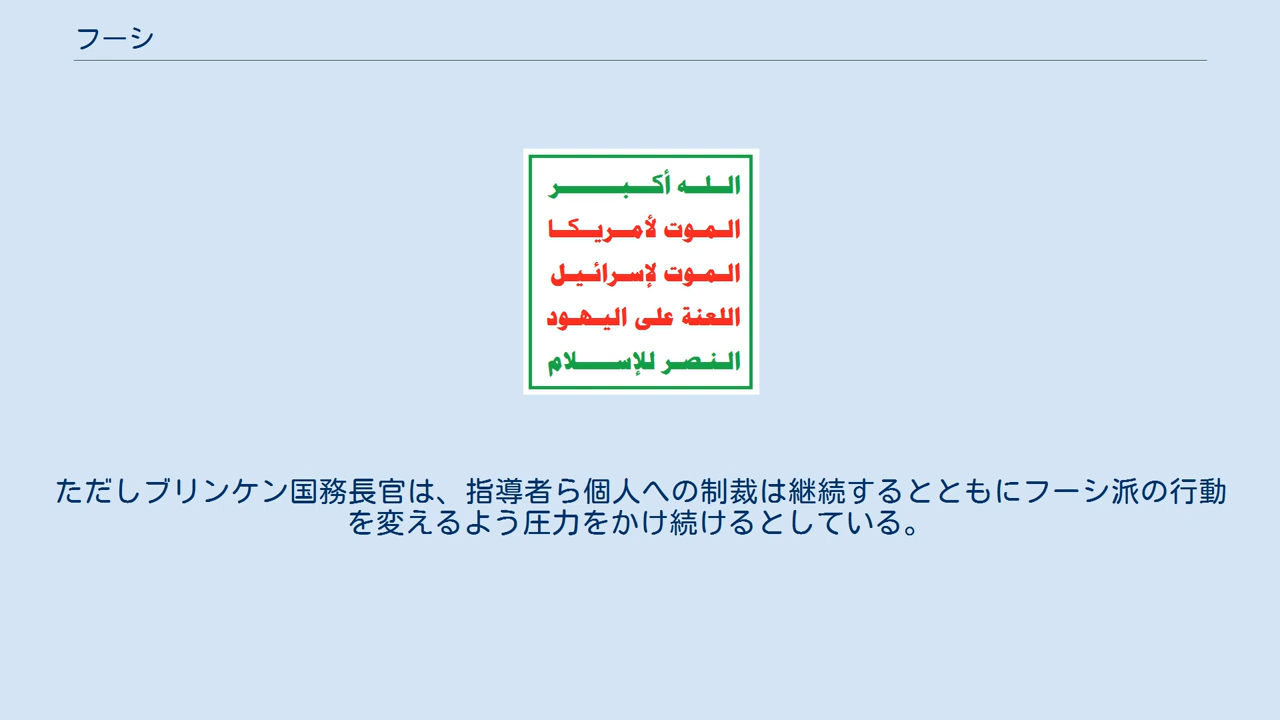 フーシ
الله أكبر
الموت لأمريكا
الموت لإسرائيل
اللعنة على اليهود
النصر للإسلام
ただしブリンケン国務長官は、指導者ら個人への制裁は継続するとともにフーシ派の行動
を変えるよう圧力をかけ続けるとしている。